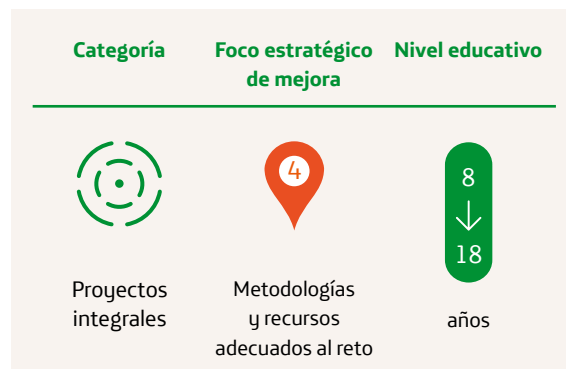 Categoría
Foco estratégico
de mejora
Nivel educativo
4
8
18
Proyectos
integrales
Metodologías
y recursos
adecuados al reto
años